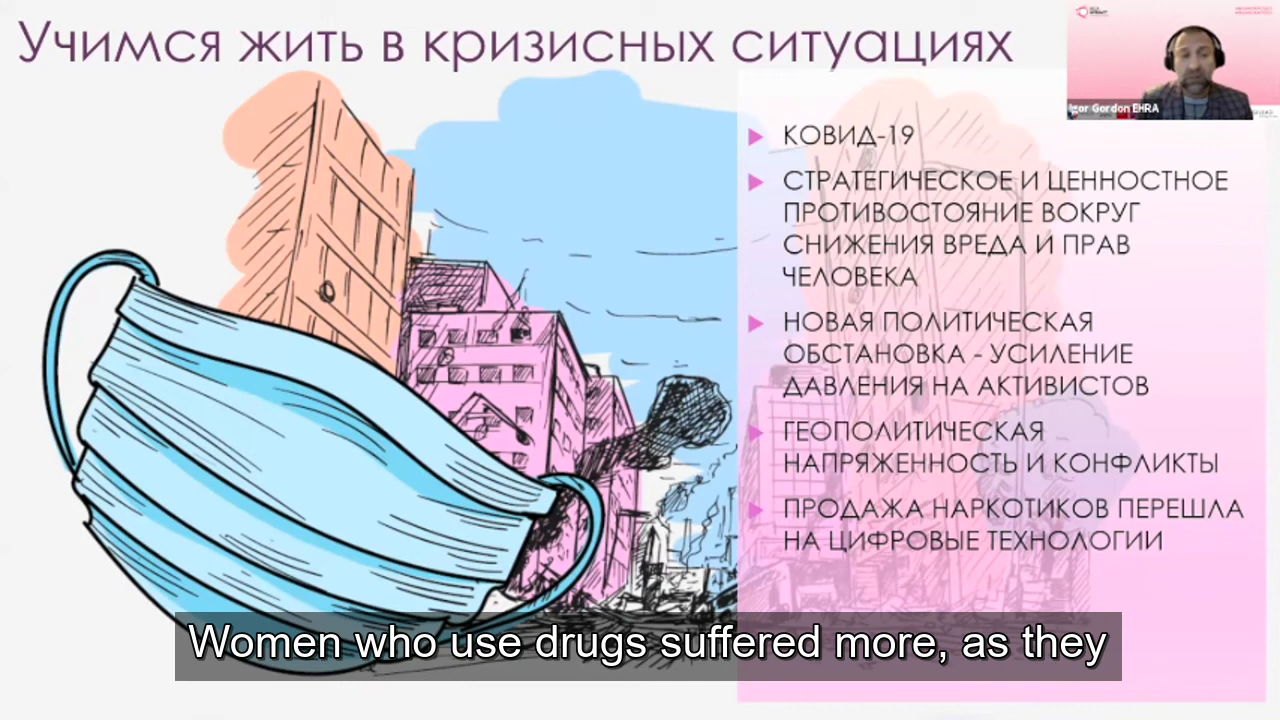 Учимся жить в кризисных ситуациях
Igor Gordon EHRA
КОВИД-19
СТРАТЕГИЧЕСКОЕ И ЦЕННОСТНОЕ
ПРОТИВОСТОЯНИЕ ВОКРУГ
СНИЖЕНИЯ ВРЕДА И ПРАВ
ЧЕЛОВЕКА
НОВАЯ ПОЛИТИЧЕСКАЯ
ОБСТАНОВКА - УСИЛЕНИЕ
ДАВЛЕНИЯ НА АКТИВИСТОВ
ГЕОПОЛИТИЧЕСКАЯ
НАПРЯЖЕННОСТЬ И КОНФЛИКТЫ
ПРОДАЖА НАРКОТИКОВ ПЕРЕШЛА
НА ЦИФРОВЫЕ ТЕХНОЛОГИИ
Women who use drugs suffered more, as they